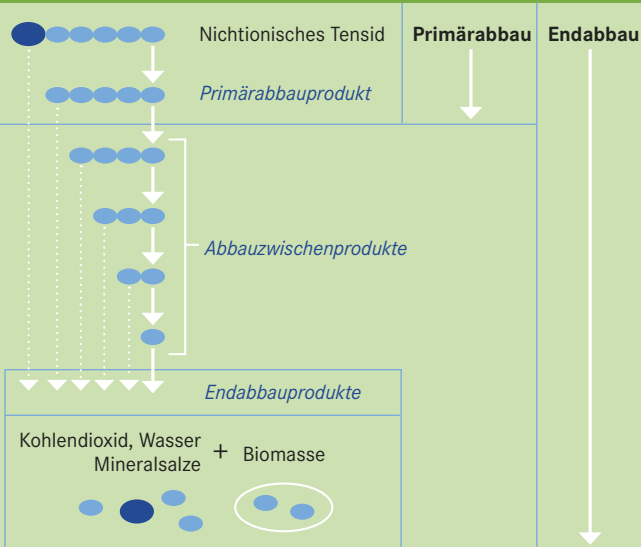 Nichtionisches Tensid
Primärabbau
Endabbau
Primärabbauprodukt
Abbauzwischenprodukte
Endabbauprodukte
Kohlendioxid, Wasser
Mineralsalze
+
Biomasse